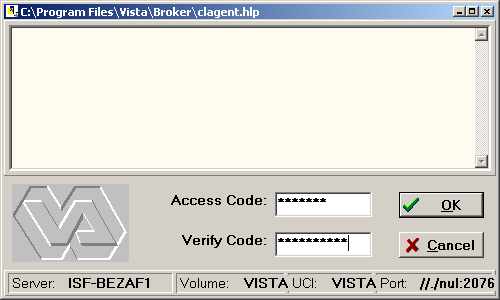 C:\Program Files\Vista\Broker\clagent.hlp
Access Code: *******
Verify Code: **********
OK
Cancel
Server: ISF-BEZAF1 Volume: VISTA UCI: VISTA Port: //./nul:2076